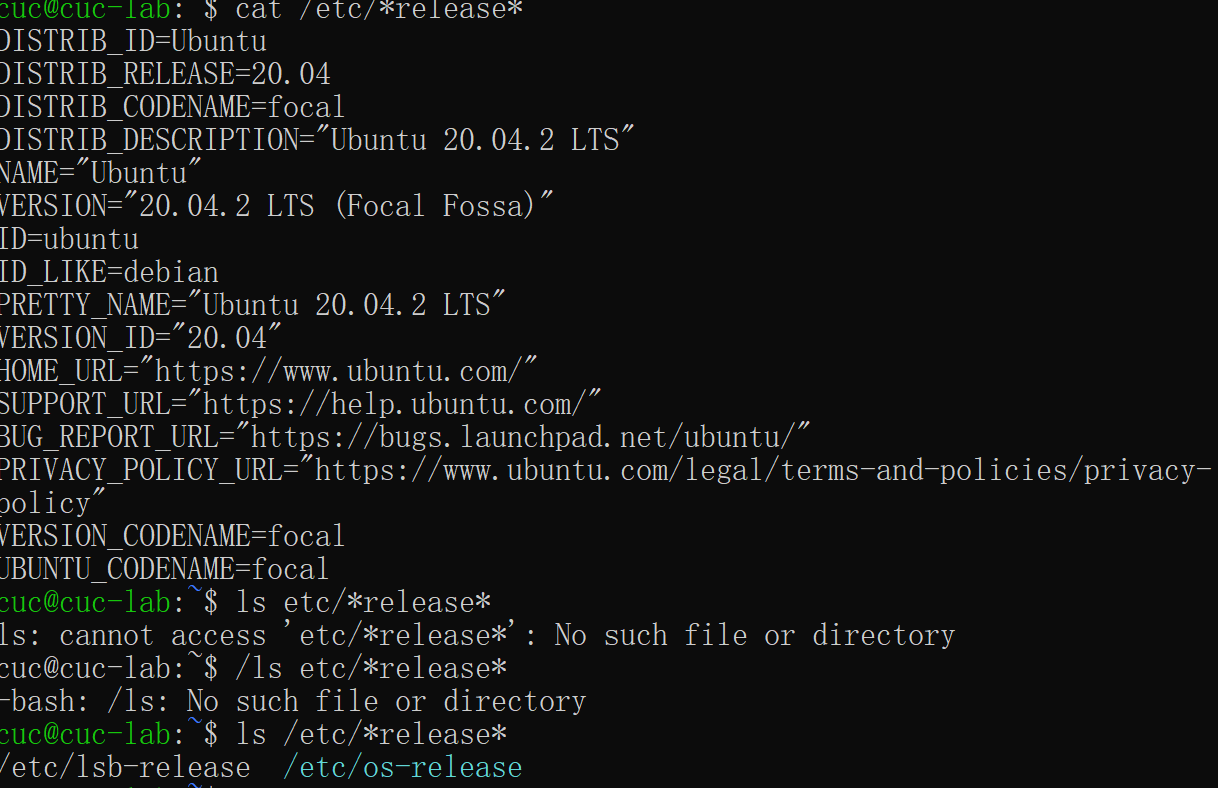 cuc@cuc-lab: $ cat /etc/*release*
DISTRIB_ID=Ubuntu
DISTRIB_RELEASE=20.04
DISTRIB_CODENAME=focal
DISTRIB_DESCRIPTION="Ubuntu 20.04.2 LTS"
NAME="Ubuntu"
VERSION="20.04.2 LTS (Focal Fossa)"
ID=ubuntu
ID_LIKE=debian
PRETTY_NAME="Ubuntu 20.04.2 LTS"
VERSION_ID="20.04"
HOME_URL="https://www.ubuntu.com/"
SUPPORT_URL="https://help.ubuntu.com/"
BUG_REPORT_URL="https://bugs.launchpad.net/ubuntu/"
PRIVACY_POLICY_URL="https://www.ubuntu.com/legal/terms-and-policies/privacy-
policy"
VERSION_CODENAME=focal
UBUNTU_CODENAME=focal
cuc@cuc-lab:~$ ls etc/*release*
ls: cannot access 'etc/*release*': No such file or directory
cuc@cuc-lab:~$ /ls etc/*release*
-bash: /ls: No such file or directory
cuc@cuc-lab:~$ ls /etc/*release*
/etc/lsb-release  /etc/os-release